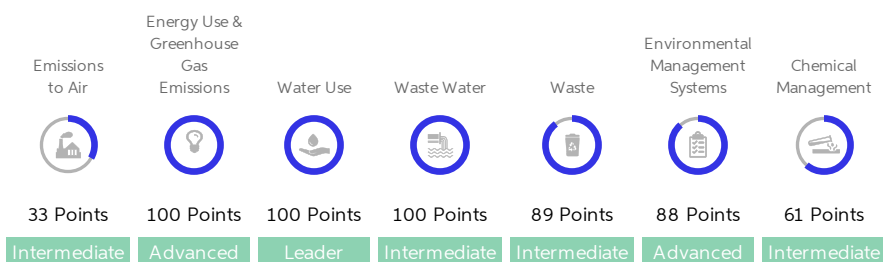 Emissions
to Air
Energy Use &
Greenhouse
Gas
Emissions
Water Use
Waste Water
Waste
Environmental
Management
Systems
Chemical
Management
33 Points
100 Points
100 Points
100 Points
89 Points
88 Points
61 Points
Intermediate
Advanced
Leader
Intermediate
Intermediate
Advanced
Intermediate